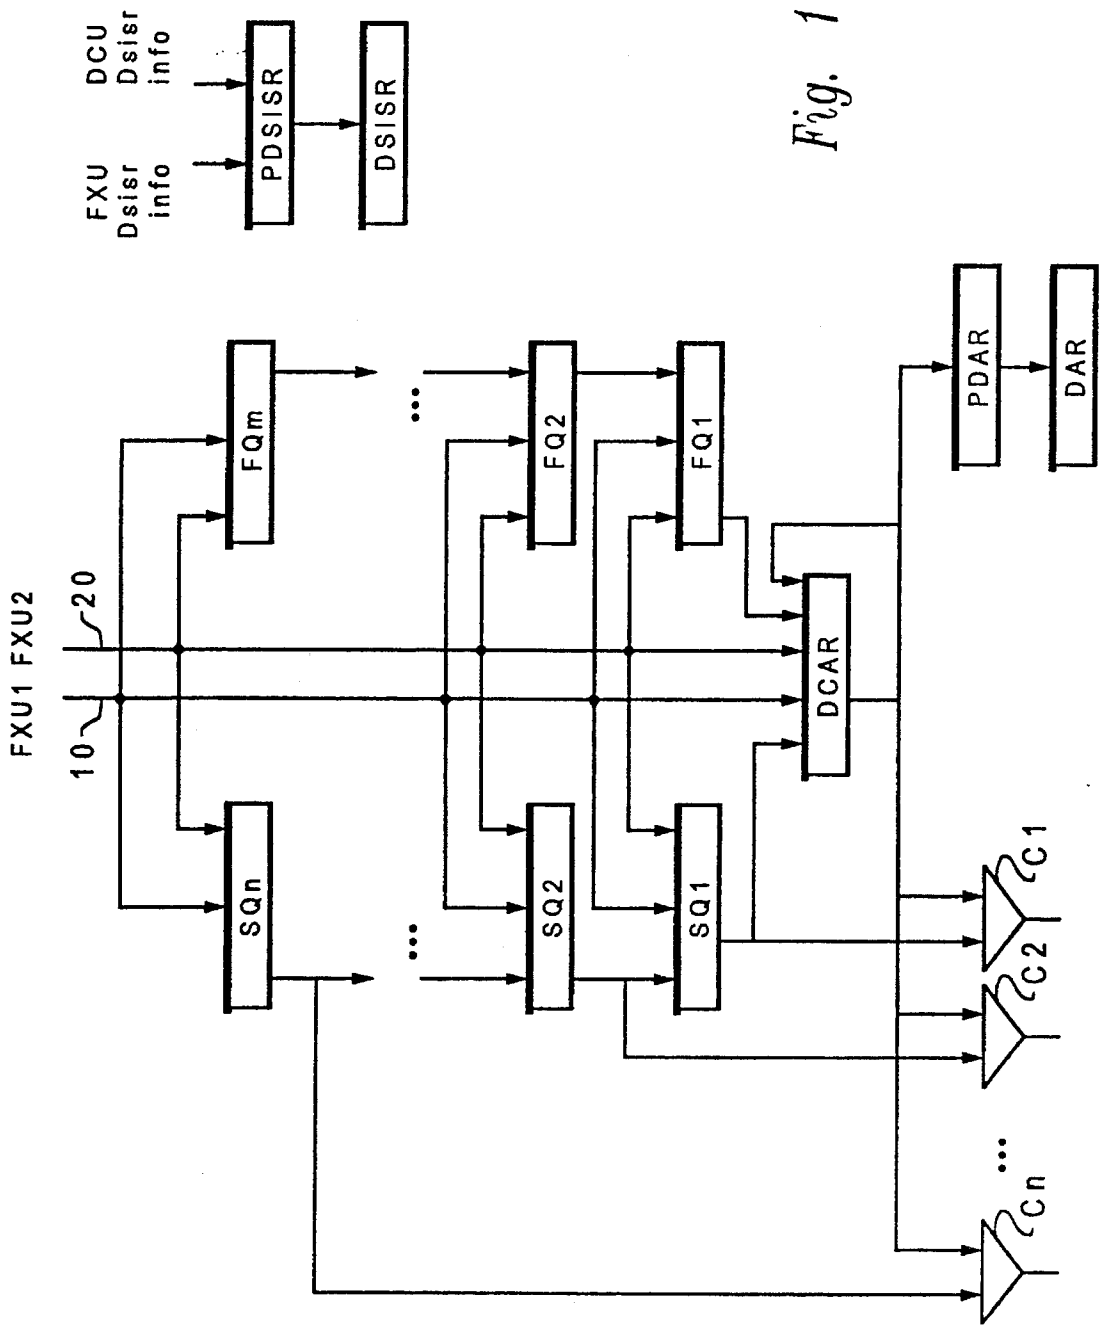 FXU1 FXU2
10
20
SQn
FQm
...
...
SQ2
FQ2
SQ1
FQ1
DCAR
PDAR
DAR
Cn
...
C2
C1
FXU
Dsisr
info
DCU
Dsisr
info
PDSISR
DSISR
Fig. 1